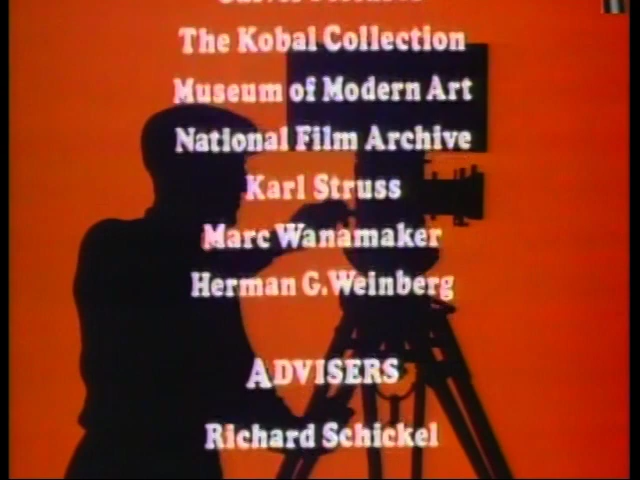 The Kobal Collection
Museum of Modern Art
National Film Archive
Karl Struss
Marc Wanamaker
Herman G. Weinberg
ADVISERS
Richard Schickel